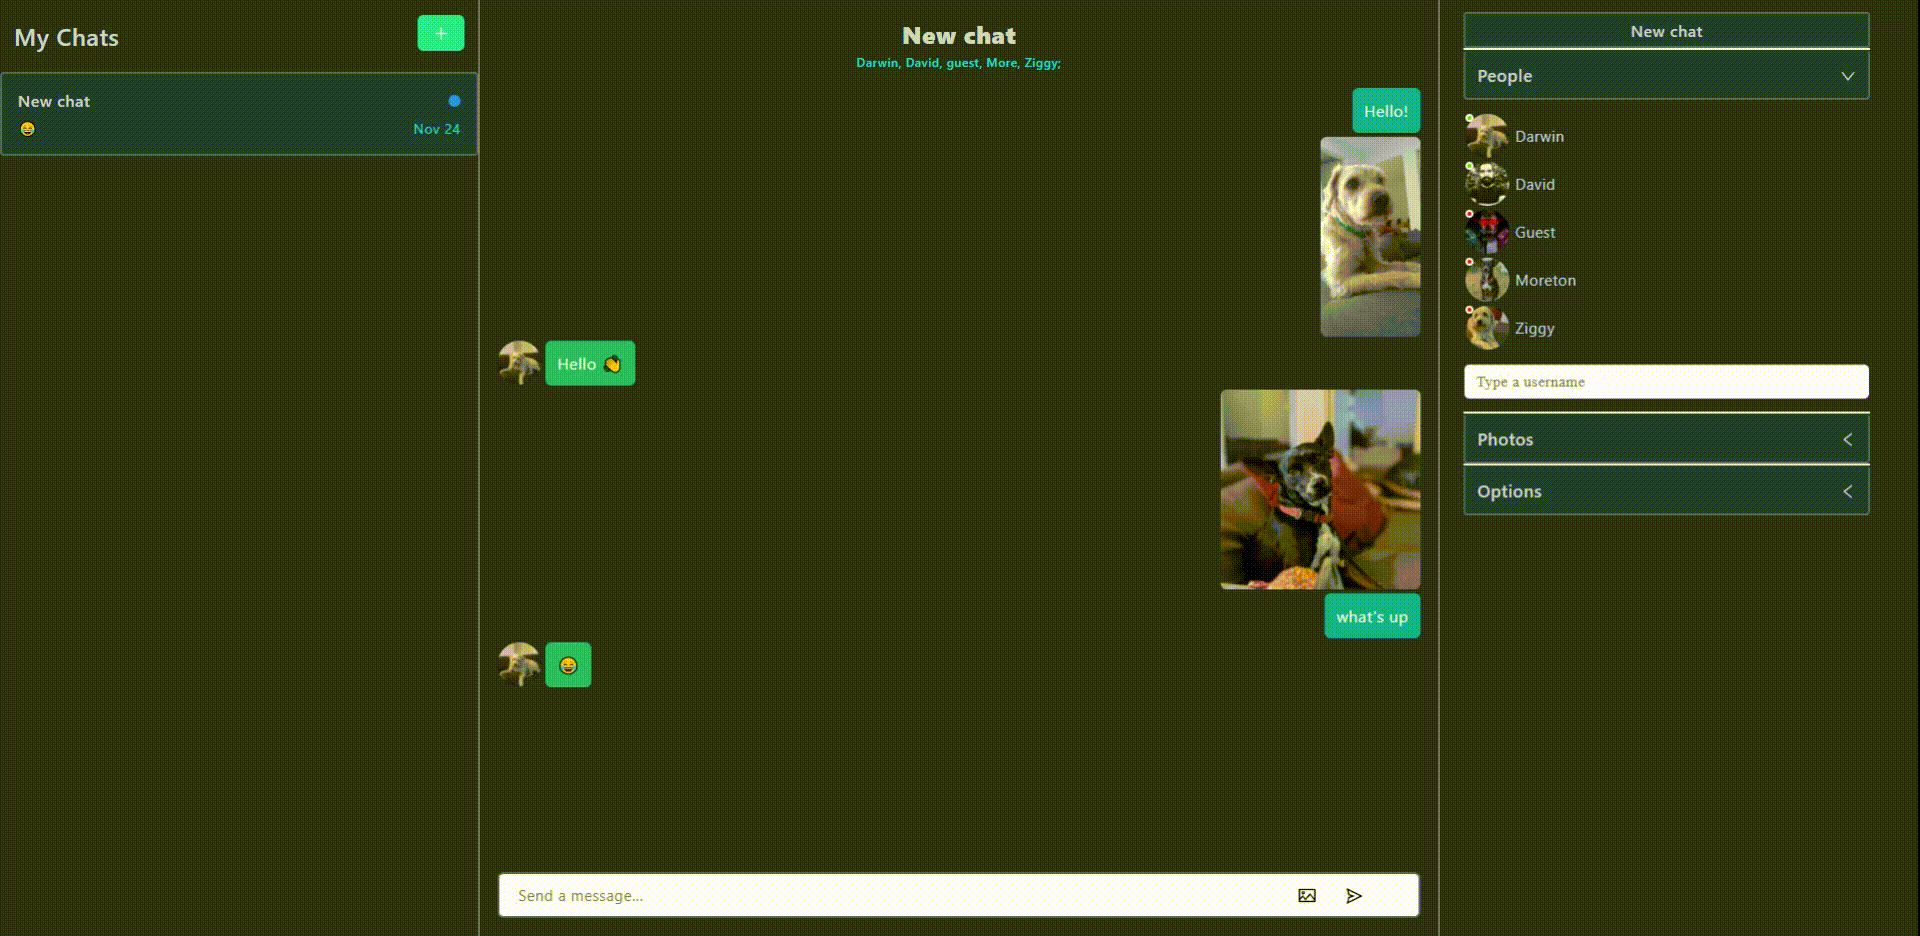 My Chats
+
New chat
😂
Nov 24
New chat
Darwin, David, guest, More, Ziggy;
Hello!
Hello 👏
what's up
😂
Send a message...
New chat
People
Darwin
David
Guest
Moreton
Ziggy
Type a username
Photos
Options